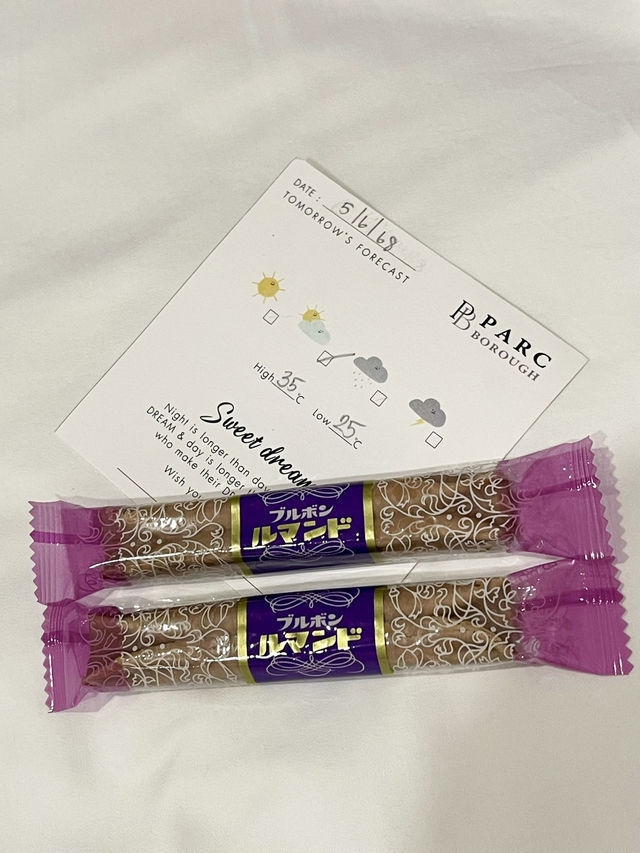 DATE : 5/6/68
TOMORROW'S FORECAST
PB PARC
BOROUGH
High 35 °C Low 25 °C
Sweet dream
Night is longer than day
DREAM & day is longer
who make their
Wish you
ブルボン
ルマンド
ブルボン
ルマンド